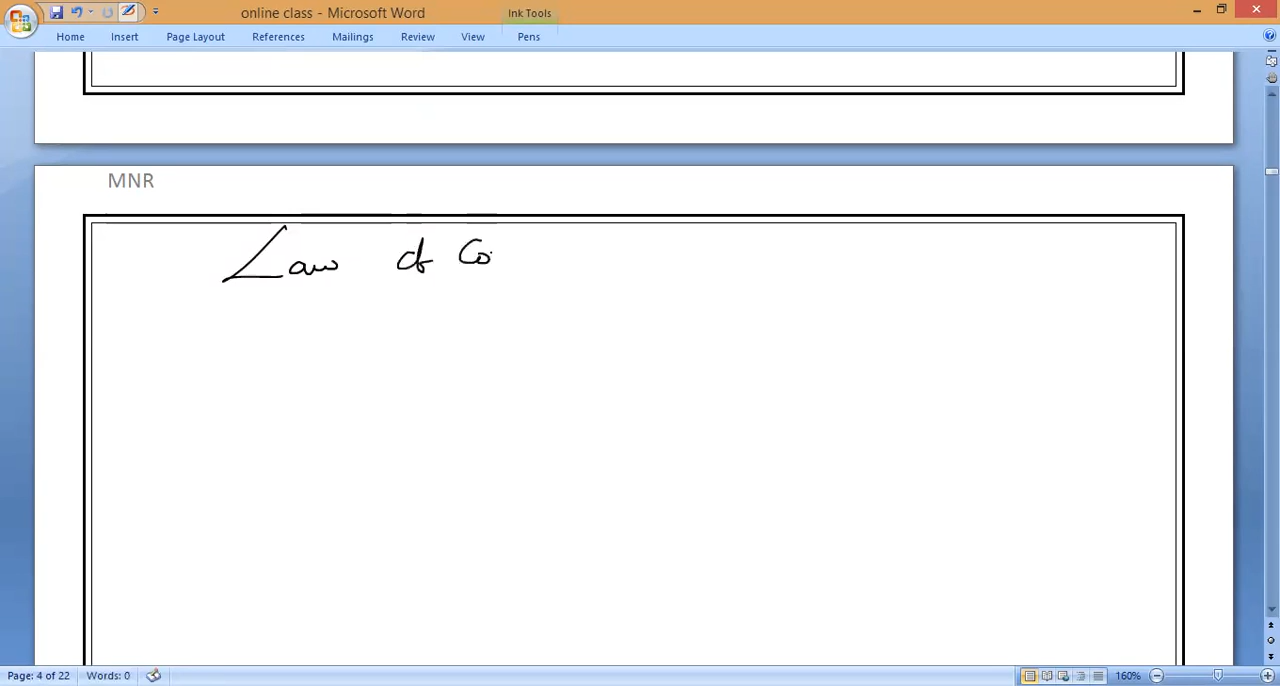 online class - Microsoft Word
Ink Tools
Home Insert Page Layout References Mailings Review View Pens
MNR
Law of Co
Page: 4 of 22 Words: 0 160%